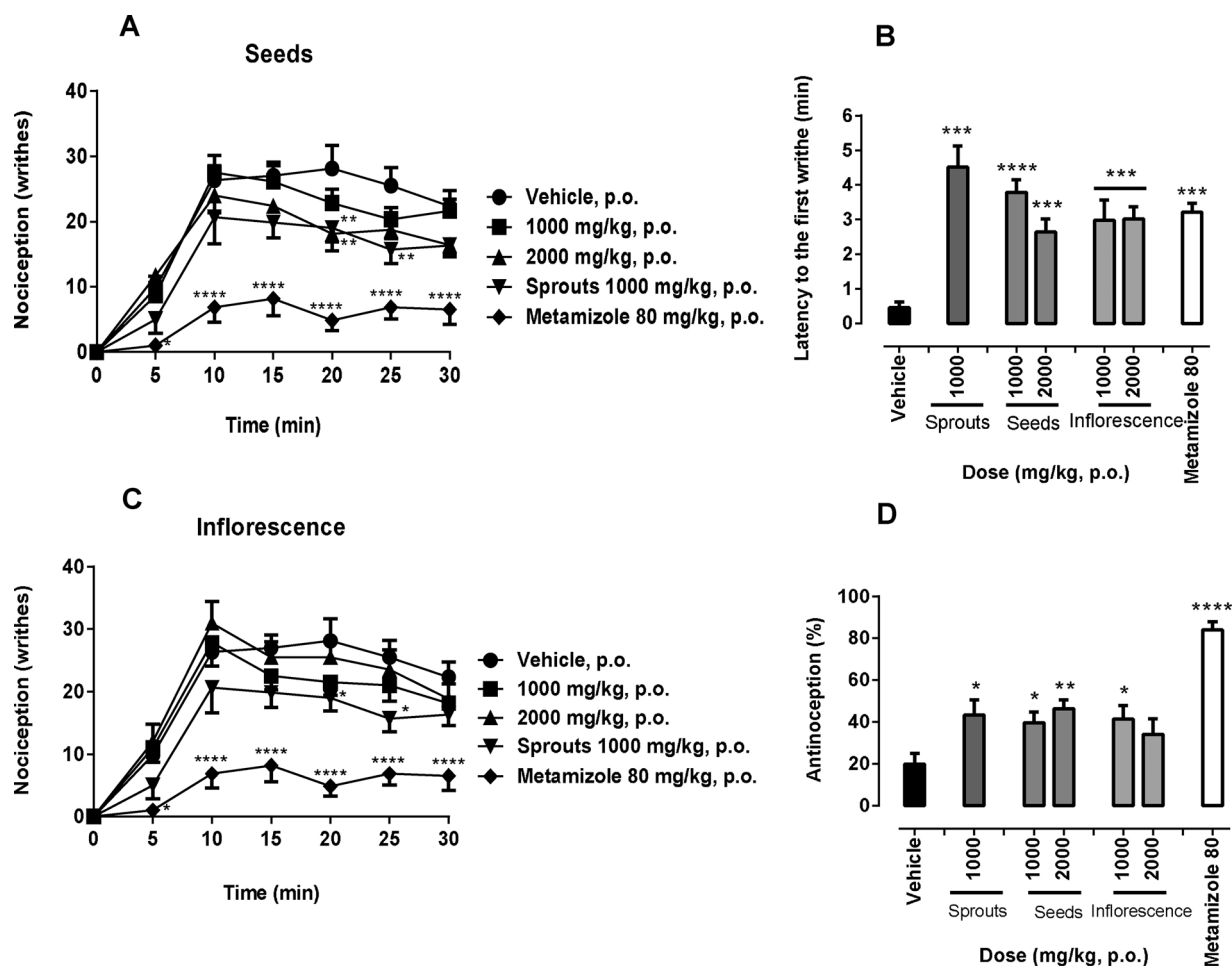 A
Seeds
Nociception (writhes)
40
30
20
10
0
**
**
**
****
****
****
****
****
*
0 5 10 15 20 25 30
Time (min)
Vehicle, p.o.
1000 mg/kg, p.o.
2000 mg/kg, p.o.
Sprouts 1000 mg/kg, p.o.
Metamizole 80 mg/kg, p.o.
B
Latency to the first writhe (min)
6
5
4
3
2
1
0
***
****
***
***
***
Vehicle
1000
1000
2000
1000
2000
Metamizole 80
Sprouts
Seeds
Inflorescence
Dose (mg/kg, p.o.)
C
Inflorescence
Nociception (writhes)
40
30
20
10
0
*
*
****
****
****
****
****
*
0 5 10 15 20 25 30
Time (min)
Vehicle, p.o.
1000 mg/kg, p.o.
2000 mg/kg, p.o.
Sprouts 1000 mg/kg, p.o.
Metamizole 80 mg/kg, p.o.
D
Antinoception (%)
100
80
60
40
20
0
*
*
**
*
****
Vehicle
1000
1000
2000
1000
2000
Metamizole 80
Sprouts
Seeds
Inflorescence
Dose (mg/kg, p.o.)